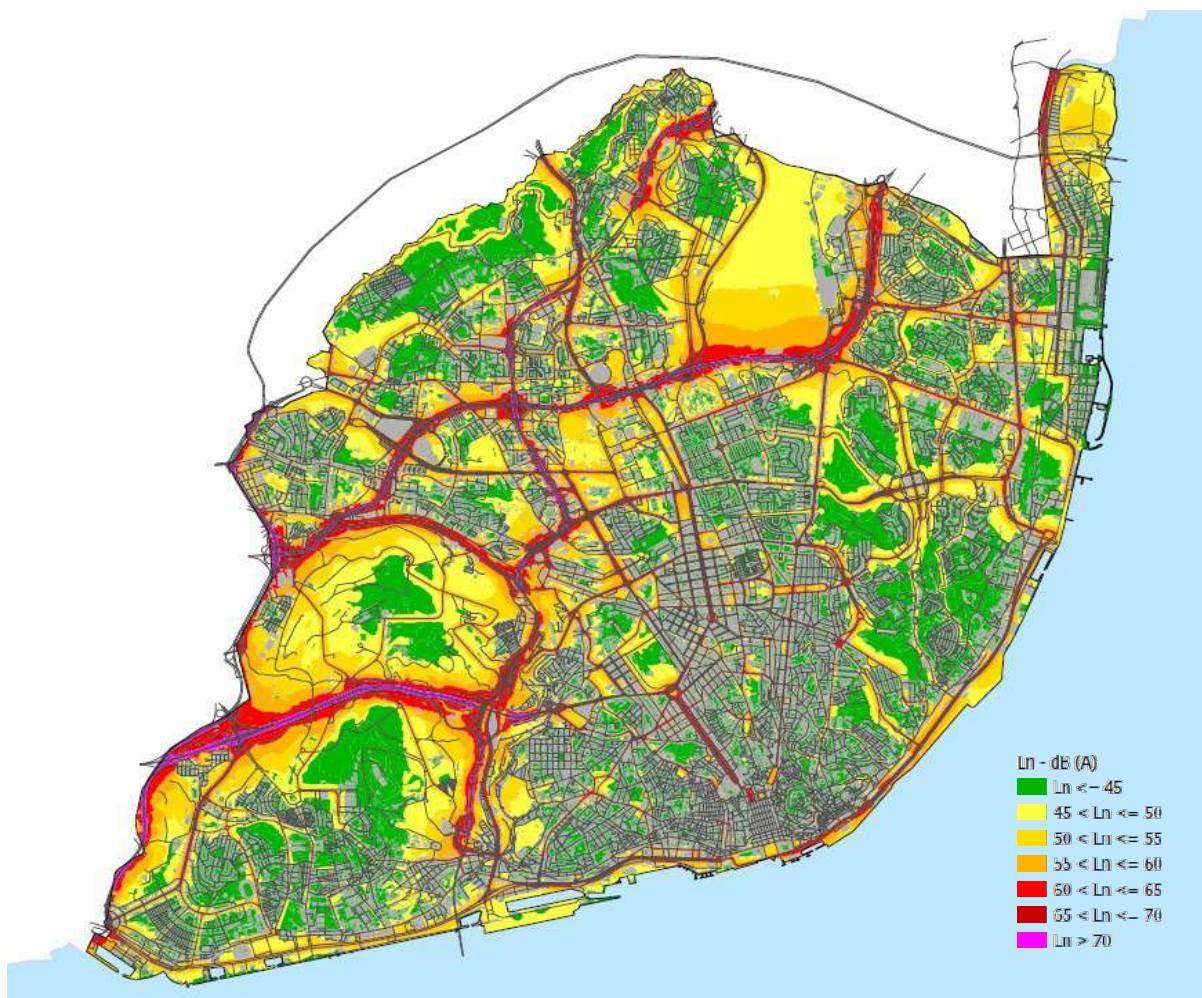 Ln - dB (A)
Ln <= 45
45 < Ln <= 50
50 < Ln <= 55
55 < Ln <= 60
60 < Ln <= 65
65 < Ln <= 70
Ln > 70